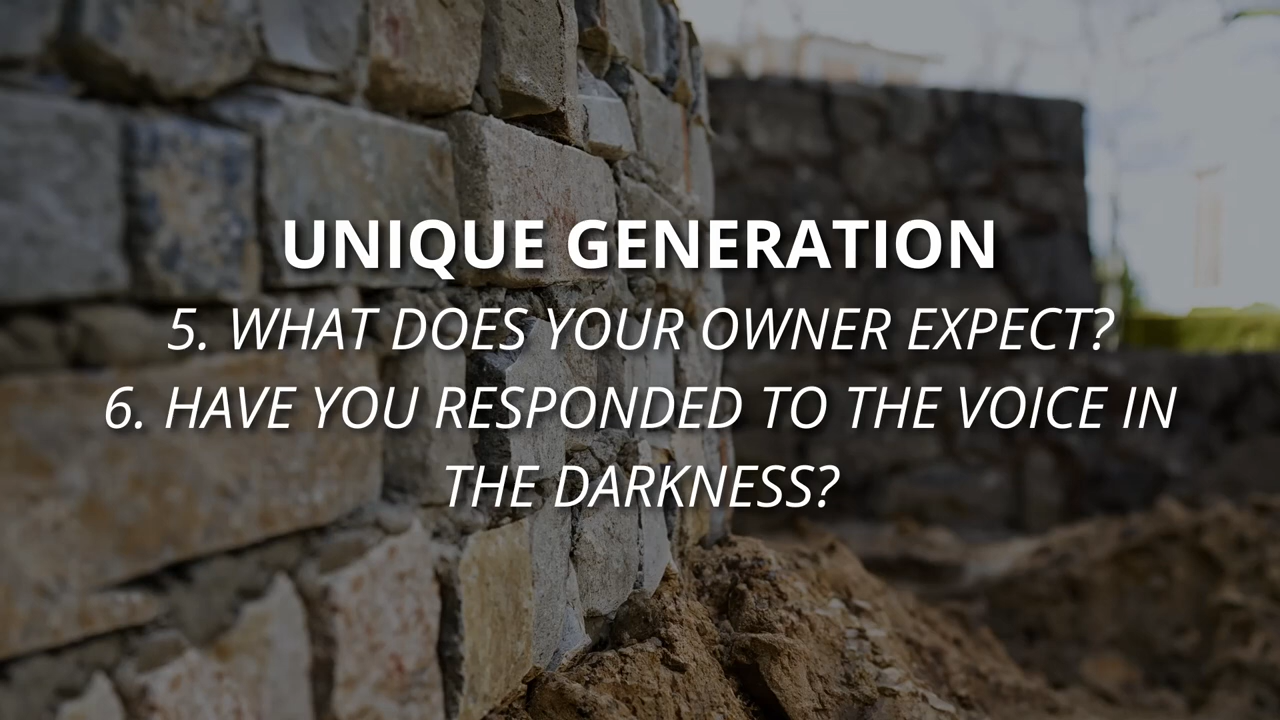 UNIQUE GENERATION
5. WHAT DOES YOUR OWNER EXPECT?
6. HAVE YOU RESPONDED TO THE VOICE IN
THE DARKNESS?